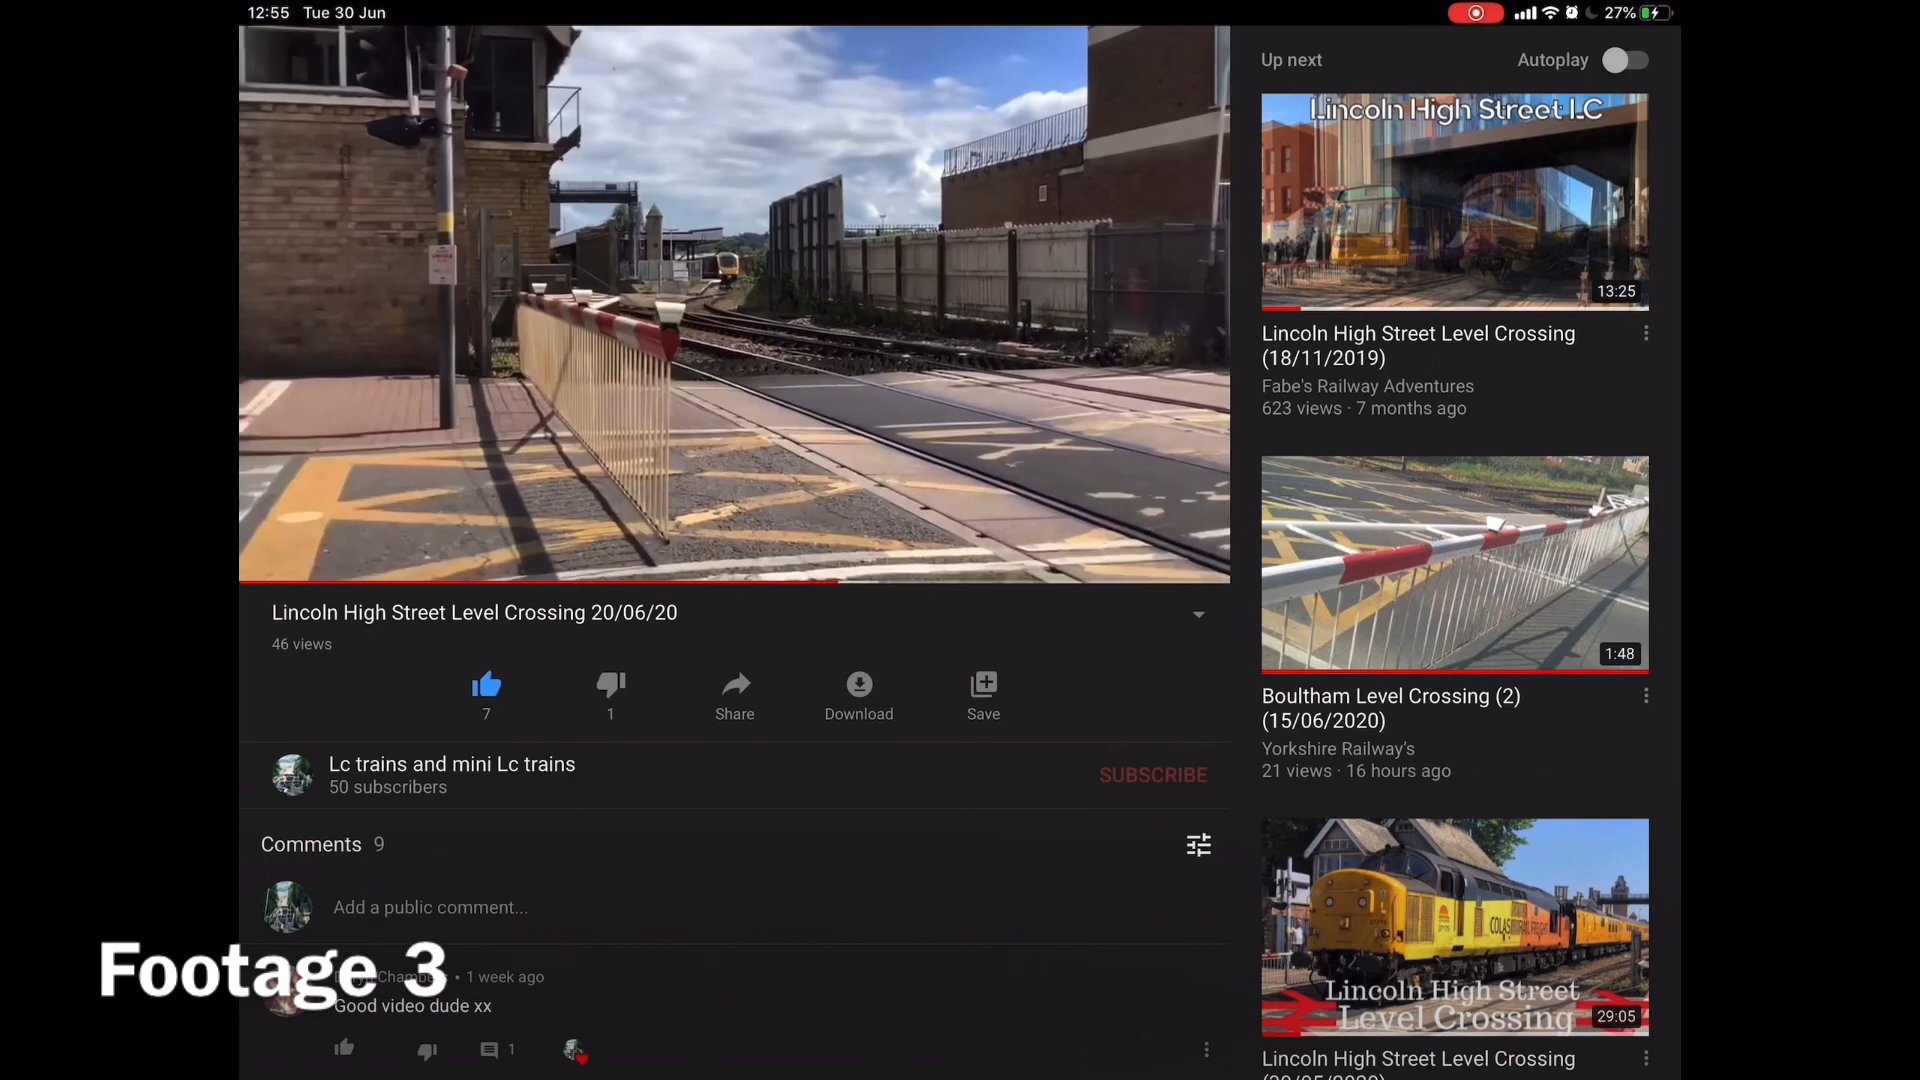 12:55 Tue 30 Jun
27%
Lincoln High Street Level Crossing 20/06/20
46 views
7
1
Share
Download
Save
Lc trains and mini Lc trains
50 subscribers
SUBSCRIBE
Comments 9
Add a public comment...
• 1 week ago
Good video dude xx
1
Footage 3
Up next
Autoplay
Lincoln High Street LC
13:25
Lincoln High Street Level Crossing
(18/11/2019)
Fabe's Railway Adventures
623 views · 7 months ago
1:48
Boultham Level Crossing (2)
(15/06/2020)
Yorkshire Railway's
21 views · 16 hours ago
COLAS RAIL FREIGHT
Lincoln High Street
Level Crossing
29:05
Lincoln High Street Level Crossing